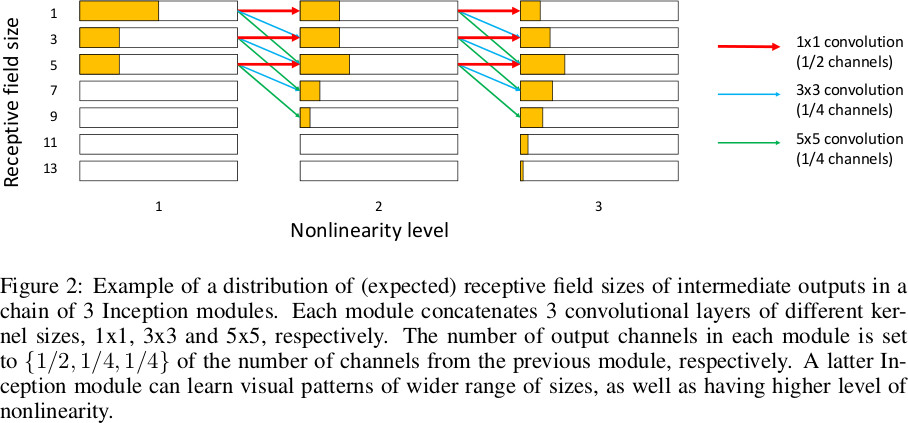 Receptive field size
1
3
5
7
9
11
13
1 2 3
Nonlinearity level
1x1 convolution
(1/2 channels)
3x3 convolution
(1/4 channels)
5x5 convolution
(1/4 channels)
Figure 2: Example of a distribution of (expected) receptive field sizes of intermediate outputs in a
chain of 3 Inception modules. Each module concatenates 3 convolutional layers of different ker-
nel sizes, 1x1, 3x3 and 5x5, respectively. The number of output channels in each module is set
to {1/2, 1/4, 1/4} of the number of channels from the previous module, respectively. A latter In-
ception module can learn visual patterns of wider range of sizes, as well as having higher level of
nonlinearity.